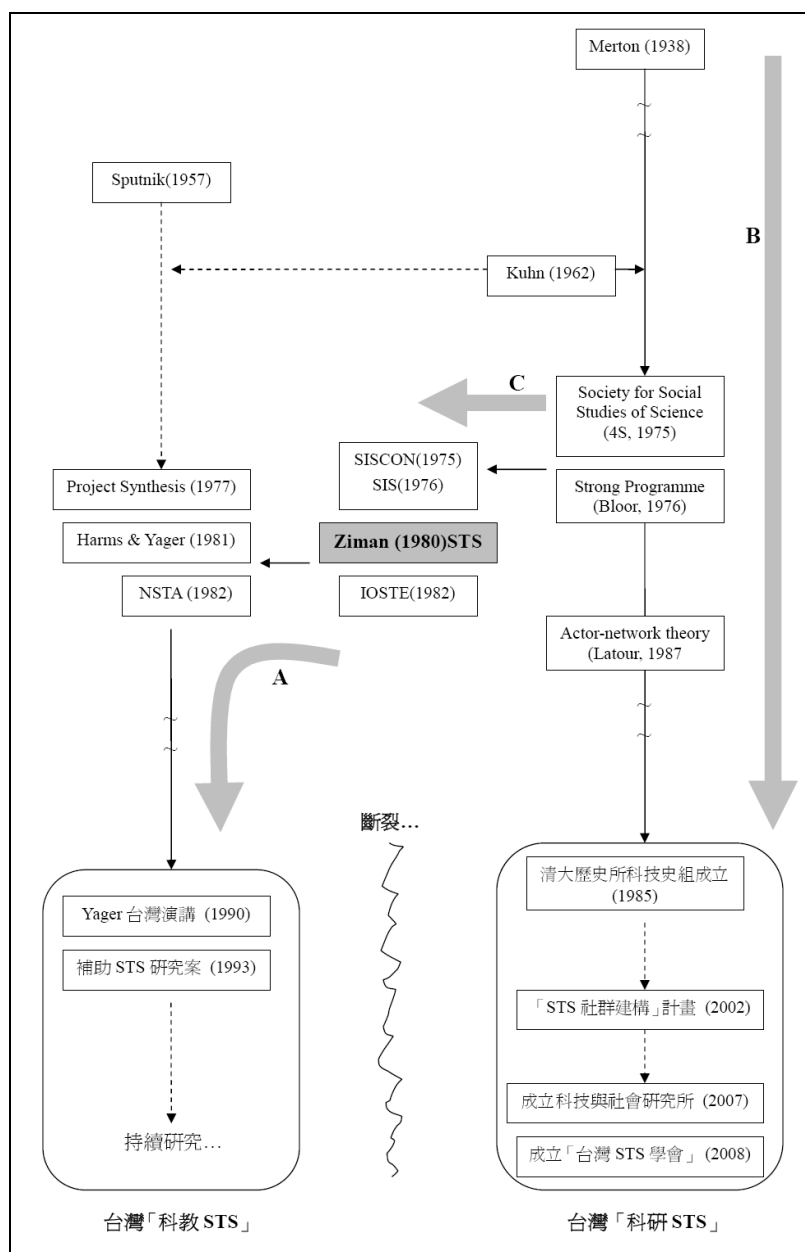 Merton (1938)
Sputnik(1957)
B
Kuhn (1962)
C
Society for Social
Studies of Science
(4S, 1975)
SISCON(1975)
SIS(1976)
Project Synthesis (1977)
Strong Programme
(Bloor, 1976)
Harms & Yager (1981)
Ziman (1980)STS
NSTA (1982)
IOSTE(1982)
Actor-network theory
(Latour, 1987
A
斷裂…
清大歷史所科技史組成立
(1985)
Yager 台灣演講 (1990)
補助 STS 研究案 (1993)
「STS 社群建構」計畫 (2002)
成立科技與社會研究所 (2007)
持續研究…
成立「台灣 STS 學會」 (2008)
台灣「科教 STS」
台灣「科研 STS」